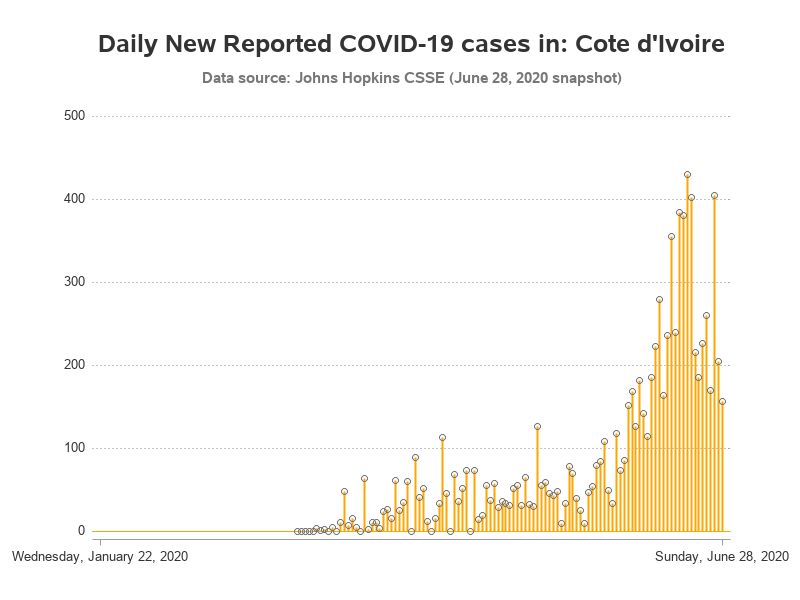 Daily New Reported COVID-19 cases in: Cote d'Ivoire
Data source: Johns Hopkins CSSE (June 28, 2020 snapshot)
500
400
300
200
100
0
Wednesday, January 22, 2020
Sunday, June 28, 2020